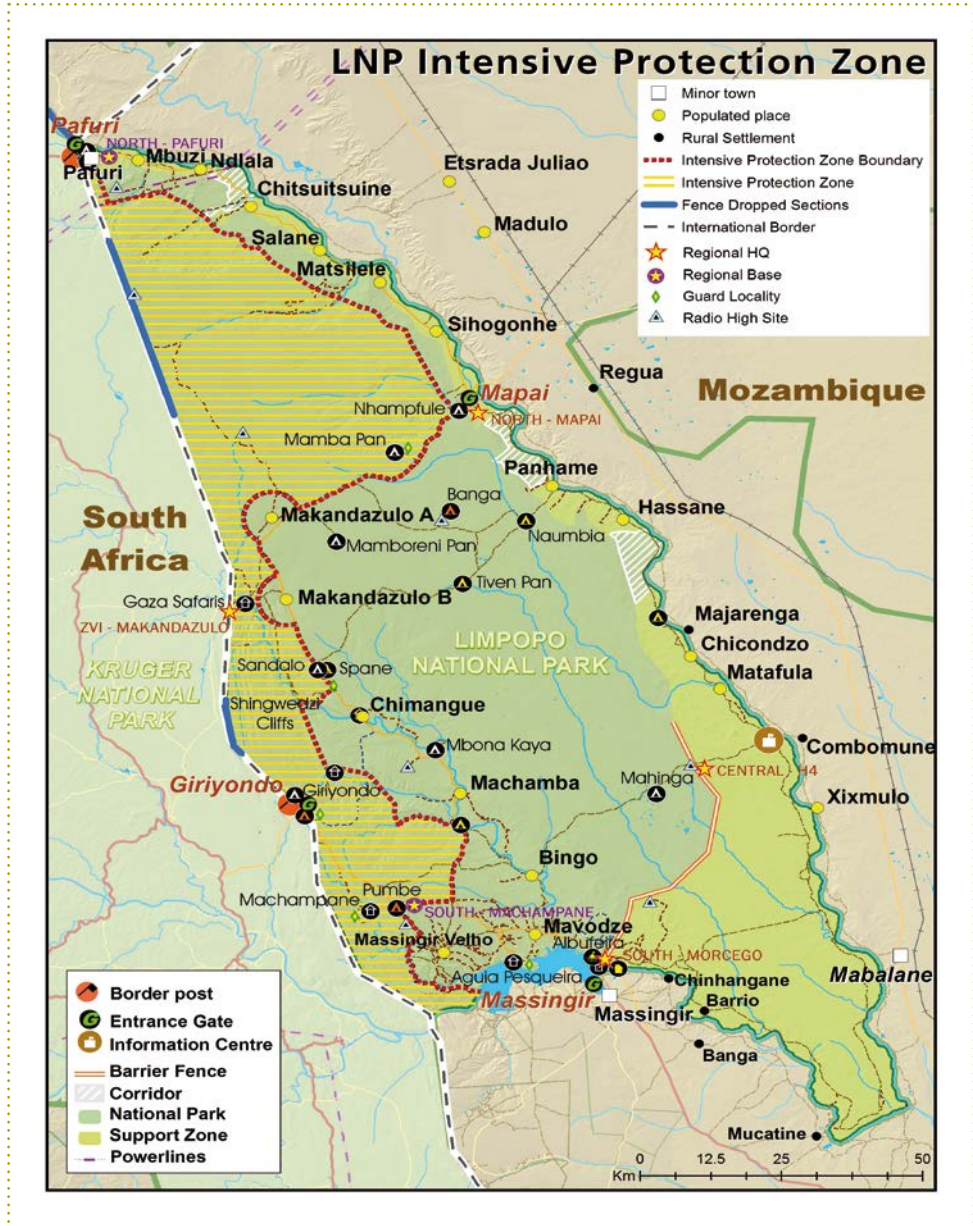 LNP Intensive Protection Zone
Minor town
Populated place
Rural Settlement
Intensive Protection Zone Boundary
Intensive Protection Zone
Fence Dropped Sections
International Border
Regional HQ
Regional Base
Guard Locality
Radio High Site
Pafuri
NORTH - PAFURI
Pafuri
Mbuzi
Ndlala
Chitsuitsuine
Etsrada Juliao
Madulo
Salane
Matsilele
Sihogonhe
Regua
Mozambique
Mapai
Nhampfule
NORTH - MAPAI
Mamba Pan
Panhame
Banga
Hassane
South
Africa
Makandazulo A
Naumbia
Mamboreni Pan
Tiven Pan
Gaza Safaris
Makandazulo B
ZVI - MAKANDAZULO
Majarenga
Chicondzo
LIMPOPO
NATIONAL PARK
Matafula
KRUGER
NATIONAL
PARK
Sandalo
Spane
Shingwedzi
Cliffs
Chimangue
Combomune
Mbona Kaya
Giriyondo
Giriyondo
Machamba
Mahinga
CENTRAL - H4
Xixmulo
Bingo
Machampane
Pumbe
SOUTH - MACHAMPANE
Massingir Velho
Mavodze
Albufeira
SOUTH - MORCEGO
Aguia Pesqueira
Massingir
Massingir
Chinhangane
Barrio
Mabalane
Banga
Mucatine
Border post
G Entrance Gate
Information Centre
Barrier Fence
Corridor
National Park
Support Zone
Powerlines
0 12.5 25 50
Km